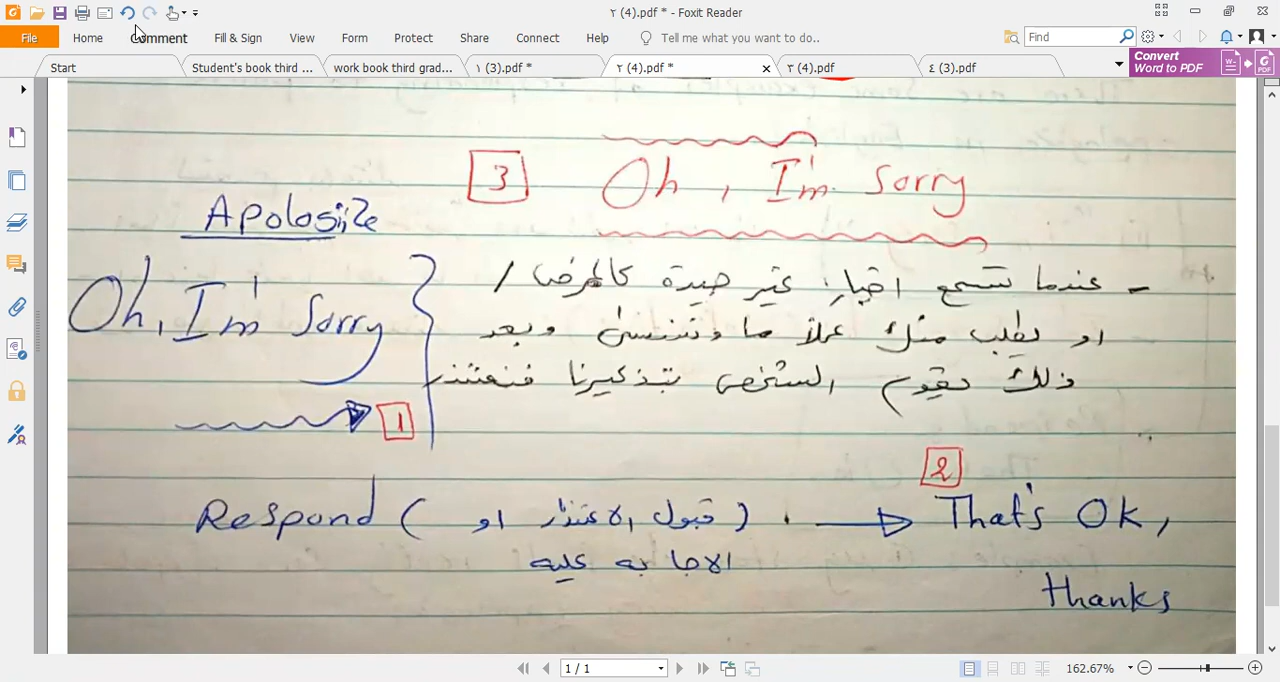 ٢ (4).pdf * - Foxit Reader
File Home Comment Fill & Sign View Form Protect Share Connect Help Tell me what you want to do.. Find
Start Student's book third ... work book third grad... ١ (3).pdf * ٢ (4).pdf * ٣ (4).pdf ٤ (3).pdf
Convert
Word to PDF
3 Oh, I'm Sorry
Apologize
Oh, I'm Sorry
- عندما تسمع اخبار غير جيدة كالمرض /
او يطلب منك عملاً ما وتنسى وبعد
ذلك يقوم الشخص بتذكيرنا فنعتذر
1
2
Respond ( قبول الاعتذار او ) That's Ok,
الاجابه عليه
thanks
1 / 1
162.67%